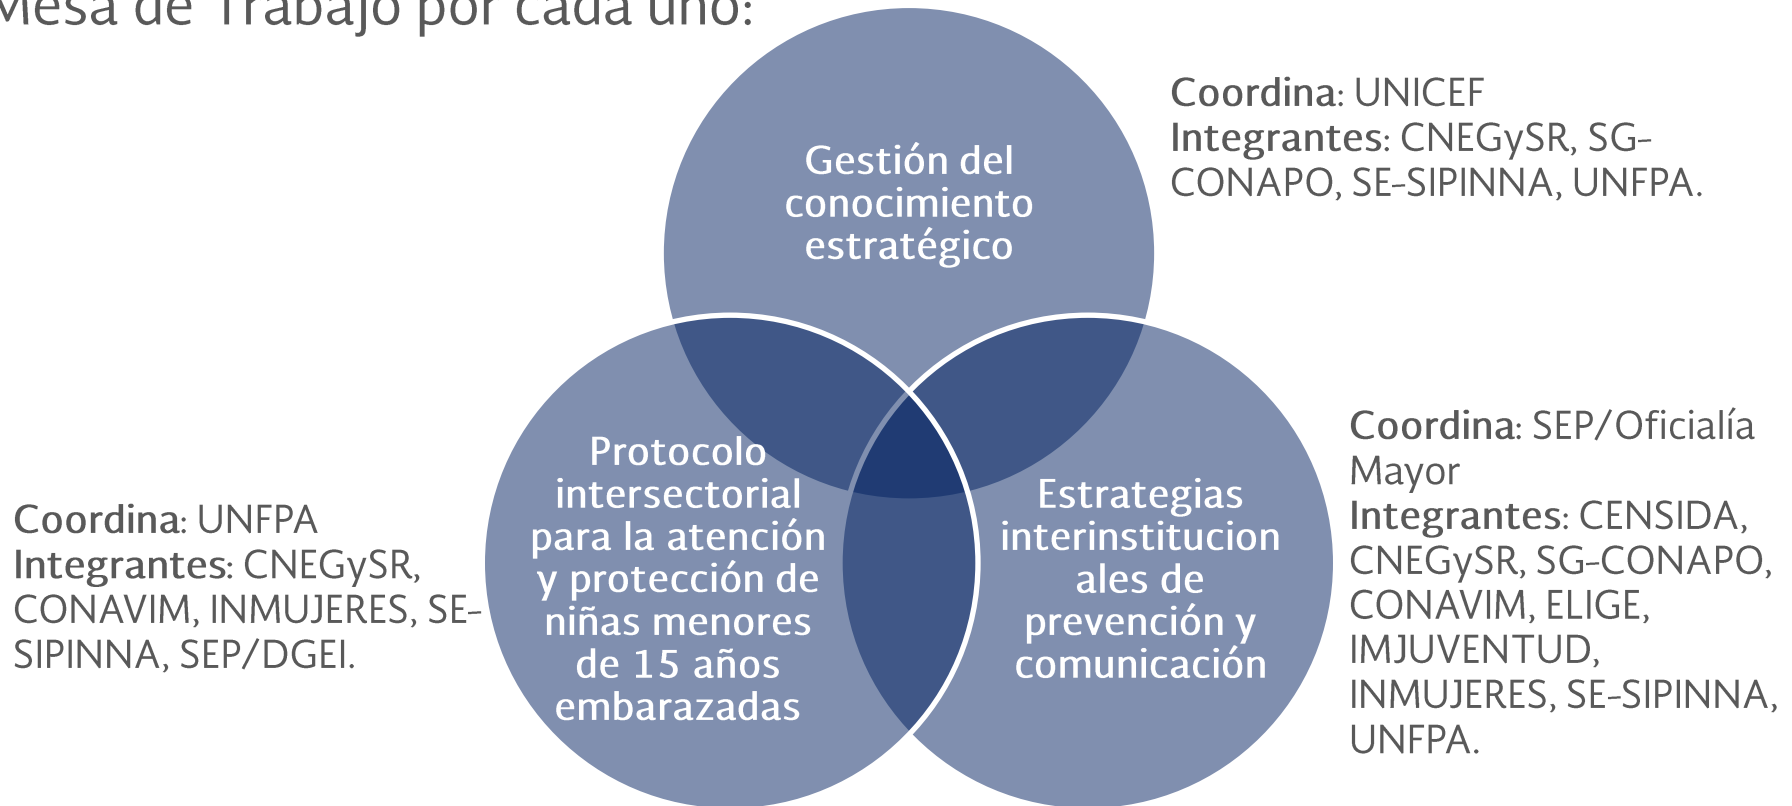 Mesa de Trabajo por cada uno:
Gestión del
conocimiento
estratégico
Coordina: UNICEF
Integrantes: CNEGySR, SG-
CONAPO, SE-SIPINNA, UNFPA.
Protocolo
intersectorial
para la atención
y protección de
niñas menores
de 15 años
embarazadas
Coordina: UNFPA
Integrantes: CNEGySR,
CONAVIM, INMUJERES, SE-
SIPINNA, SEP/DGEI.
Estrategias
interinstitucion
ales de
prevención y
comunicación
Coordina: SEP/Oficialía
Mayor
Integrantes: CENSIDA,
CNEGySR, SG-CONAPO,
CONAVIM, ELIGE,
IMJUVENTUD,
INMUJERES, SE-SIPINNA,
UNFPA.